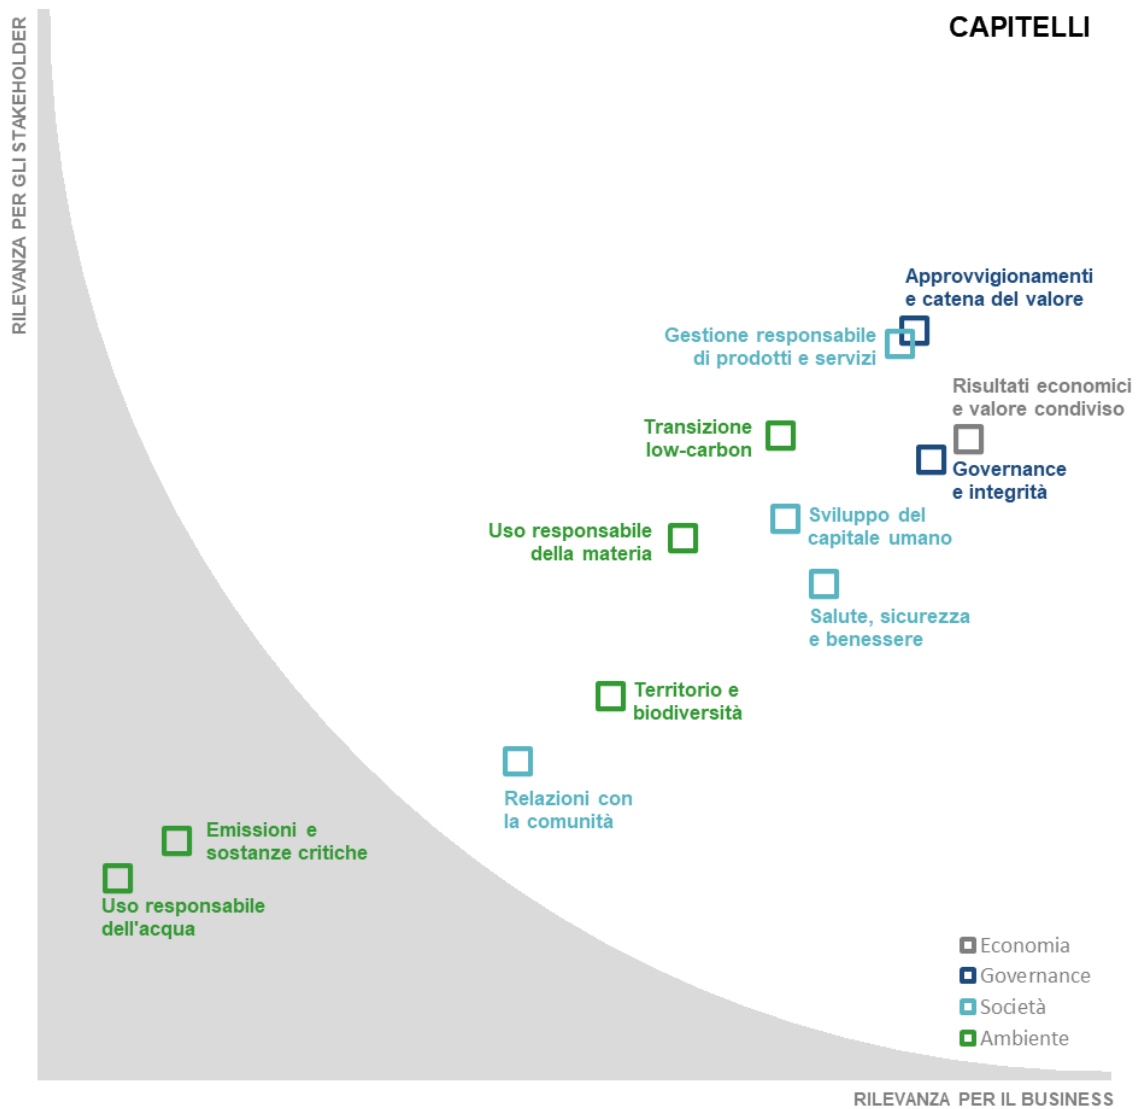 CAPITELLI
RILEVANZA PER GLI STAKEHOLDER
Approvvigionamenti
e catena del valore
Gestione responsabile
di prodotti e servizi
Risultati economici
e valore condiviso
Transizione
low-carbon
Governance
e integrità
Sviluppo del
capitale umano
Uso responsabile
della materia
Salute, sicurezza
e benessere
Territorio e
biodiversità
Relazioni con
la comunità
Emissioni e
sostanze critiche
Uso responsabile
dell'acqua
Economia
Governance
Società
Ambiente
RILEVANZA PER IL BUSINESS